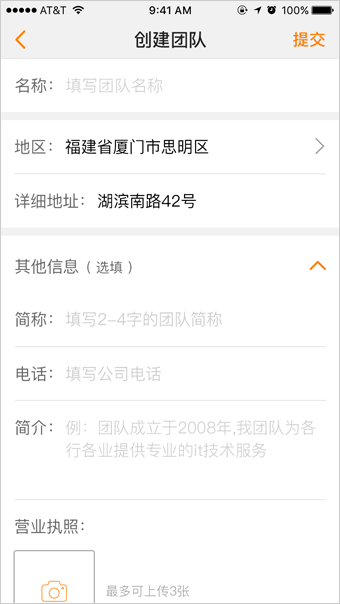 AT&T 9:41 AM 100%
创建团队 提交
名称： 填写团队名称
地区： 福建省厦门市思明区
详细地址： 湖滨南路42号
其他信息（选填）
简称： 填写2-4字的团队简称
电话： 填写公司电话
简介： 例：团队成立于2008年,我团队为各
行各业提供专业的it技术服务
营业执照：
最多可上传3张